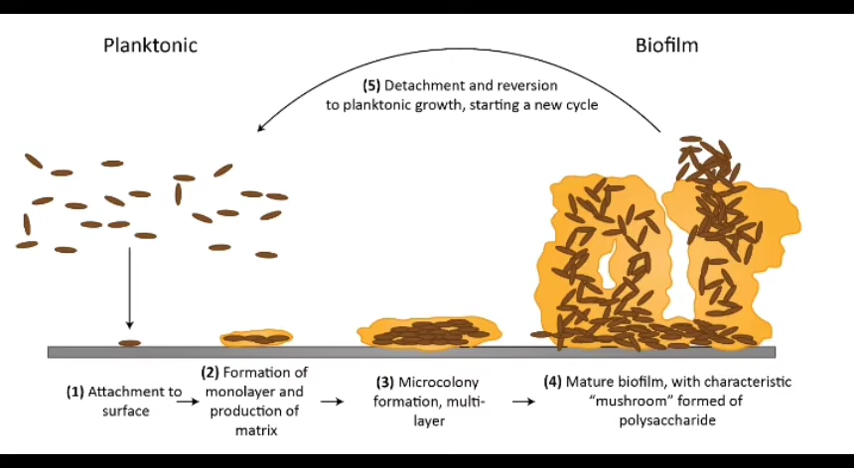 Planktonic
Biofilm
(5) Detachment and reversion
to planktonic growth, starting a new cycle
(1) Attachment to
surface
(2) Formation of
monolayer and
production of
matrix
(3) Microcolony
formation, multi-
layer
(4) Mature biofilm, with characteristic
“mushroom” formed of
polysaccharide